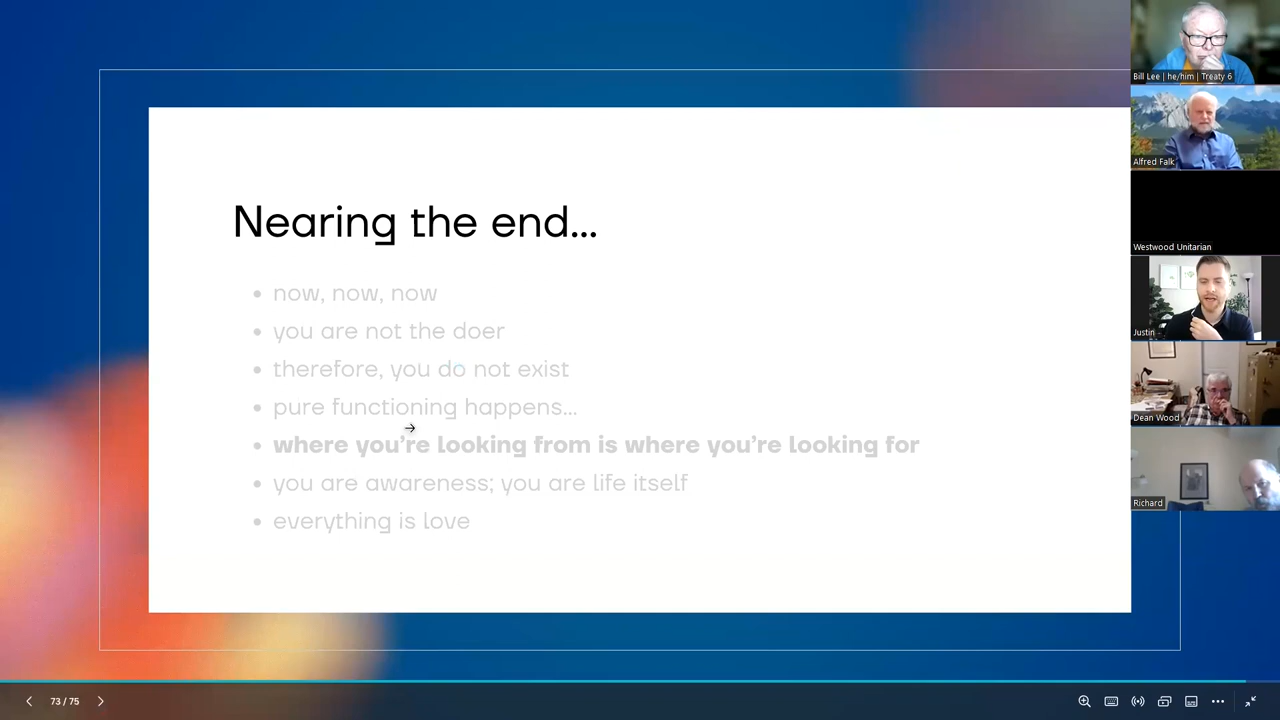 Nearing the end...
• now, now, now
• you are not the doer
• therefore, you do not exist
• pure functioning happens...
• where you're looking from is where you're looking for
• you are awareness; you are life itself
• everything is love
Bill Lee | he/him | Treaty 6
Alfred Falk
Westwood Unitarian
Justin
Dean Wood
Richard
73 / 75